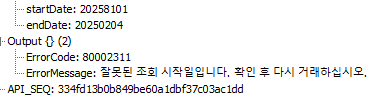 startDate: 20258101
endDate: 20250204
Output {} (2)
ErrorCode: 80002311
ErrorMessage: 잘못된 조회 시작일입니다. 확인 후 다시 거래하십시오.
API_SEQ: 334fd13b0b849be60a1dbf37c03ac1dd